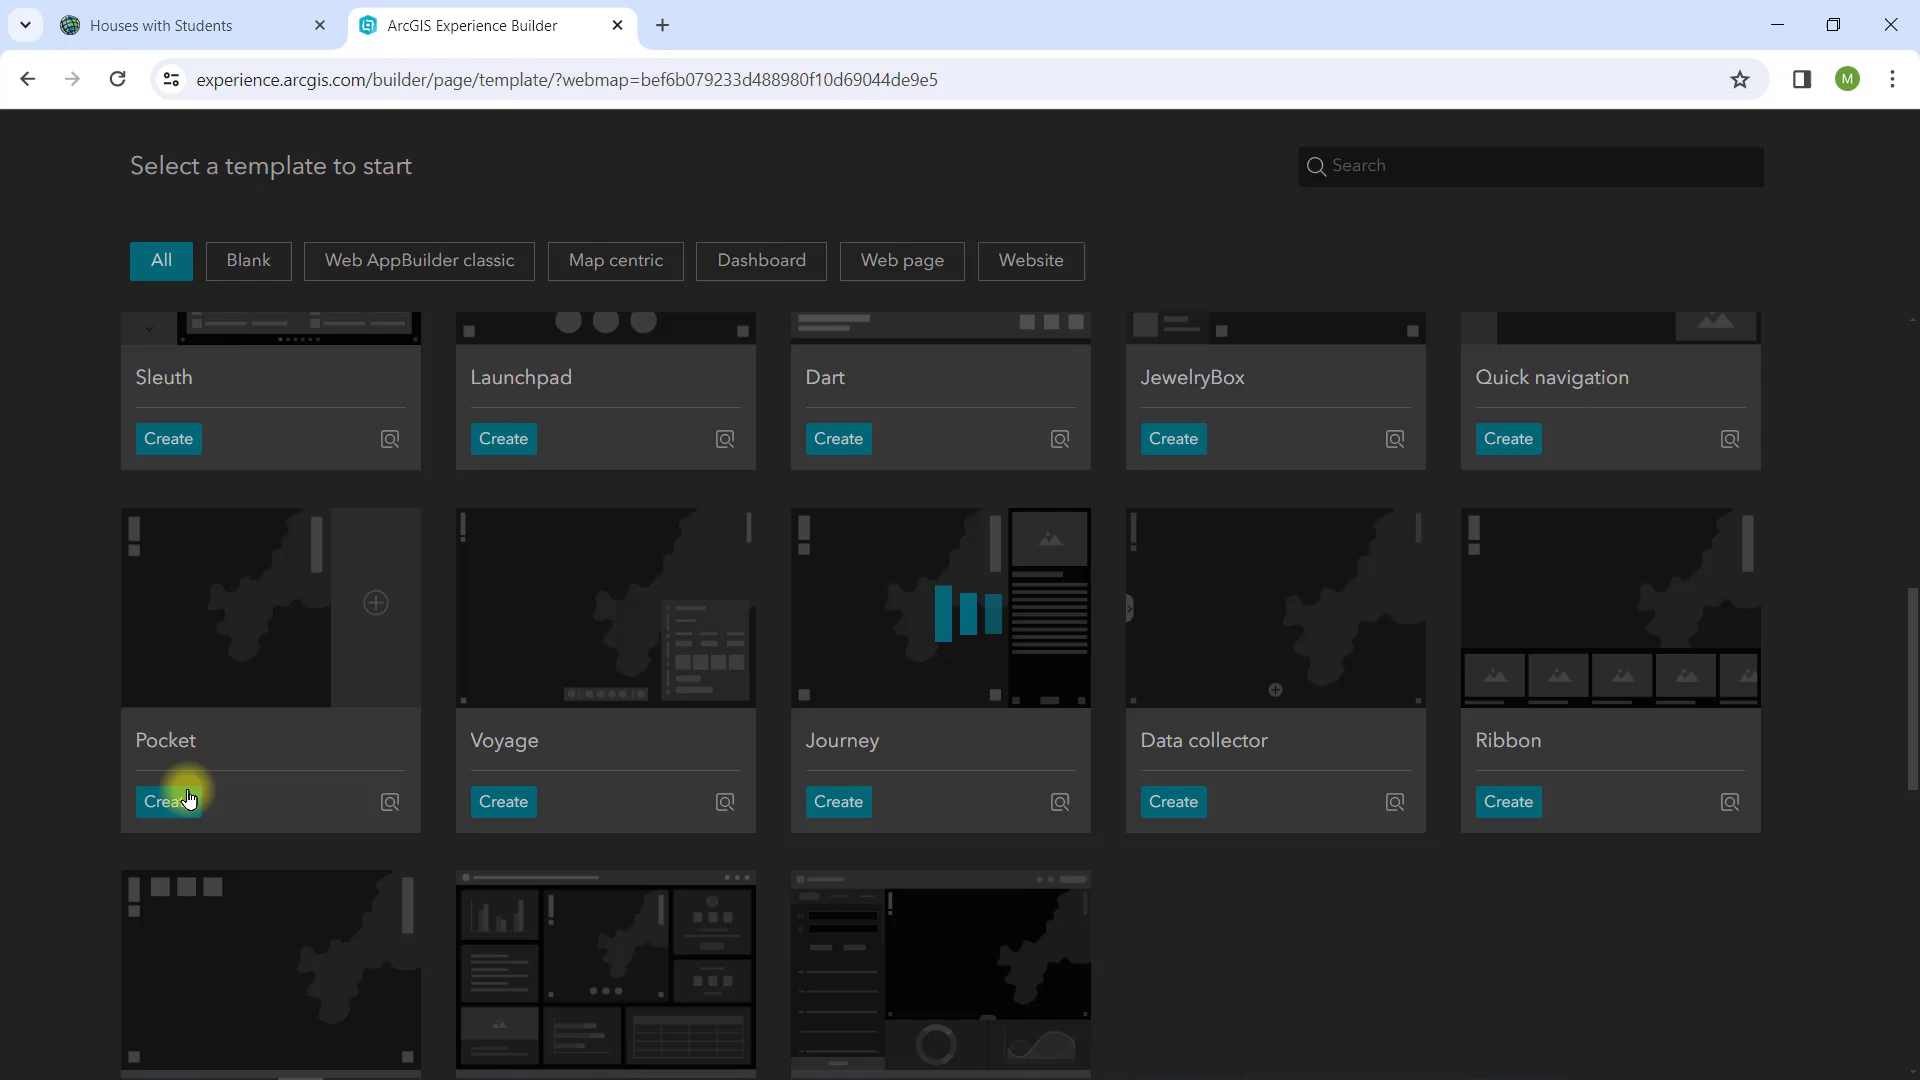 Houses with Students
ArcGIS Experience Builder
experience.arcgis.com/builder/page/template/?webmap=bef6b079233d488980f10d69044de9e5
M
Select a template to start
Search
All
Blank
Web AppBuilder classic
Map centric
Dashboard
Web page
Website
Sleuth
Launchpad
Dart
JewelryBox
Quick navigation
Create
Create
Create
Create
Create
Pocket
Voyage
Journey
Data collector
Ribbon
Create
Create
Create
Create
Create